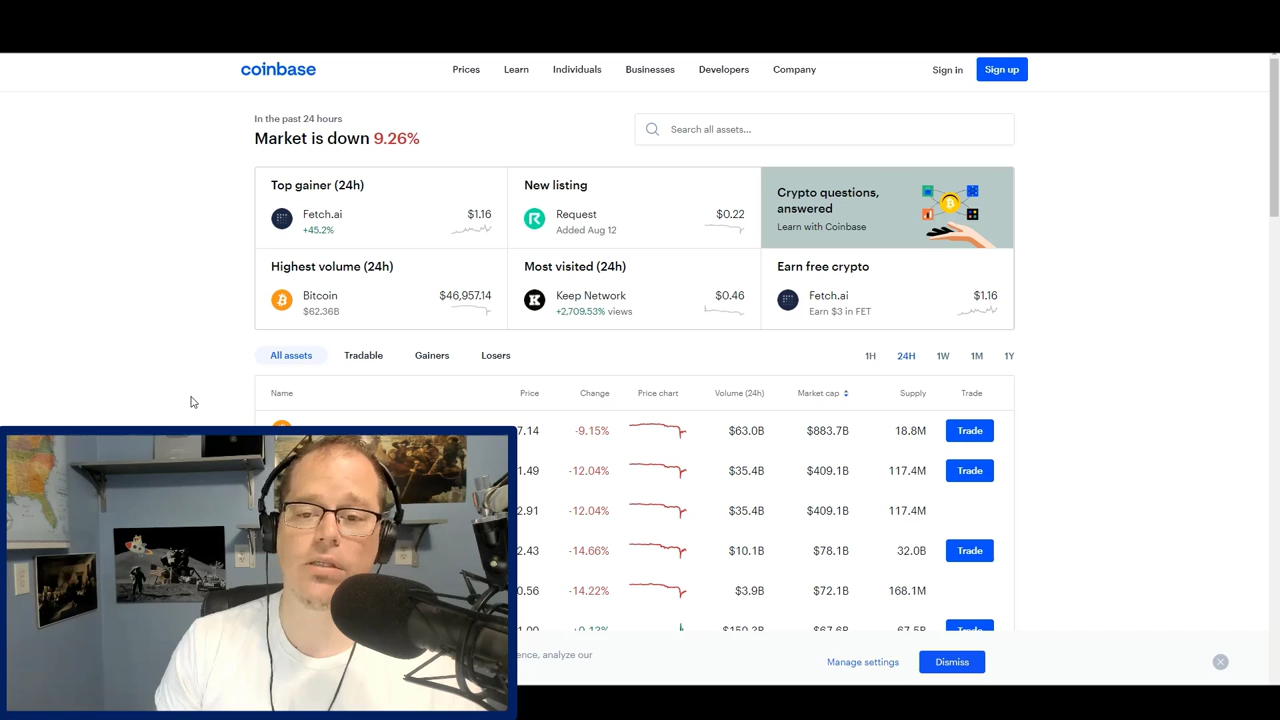 coinbase
Prices Learn Individuals Businesses Developers Company Sign in Sign up
In the past 24 hours
Market is down 9.26%
Search all assets...
Top gainer (24h)
Fetch.ai $1.16
+45.2%
New listing
Request $0.22
Added Aug 12
Crypto questions,
answered
Learn with Coinbase
Highest volume (24h)
Bitcoin $46,957.14
$62.36B
Most visited (24h)
Keep Network $0.46
+2,709.53% views
Earn free crypto
Fetch.ai $1.16
Earn $3 in FET
All assets Tradable Gainers Losers 1H 24H 1W 1M 1Y
Name Price Change Price chart Volume (24h) Market cap Supply Trade
7.14 -9.15% $63.0B $883.7B 18.8M Trade
1.49 -12.04% $35.4B $409.1B 117.4M Trade
2.91 -12.04% $35.4B $409.1B 117.4M
2.43 -14.66% $10.1B $78.1B 32.0B Trade
0.56 -14.22% $3.9B $72.1B 168.1M
ence, analyze our
Manage settings Dismiss